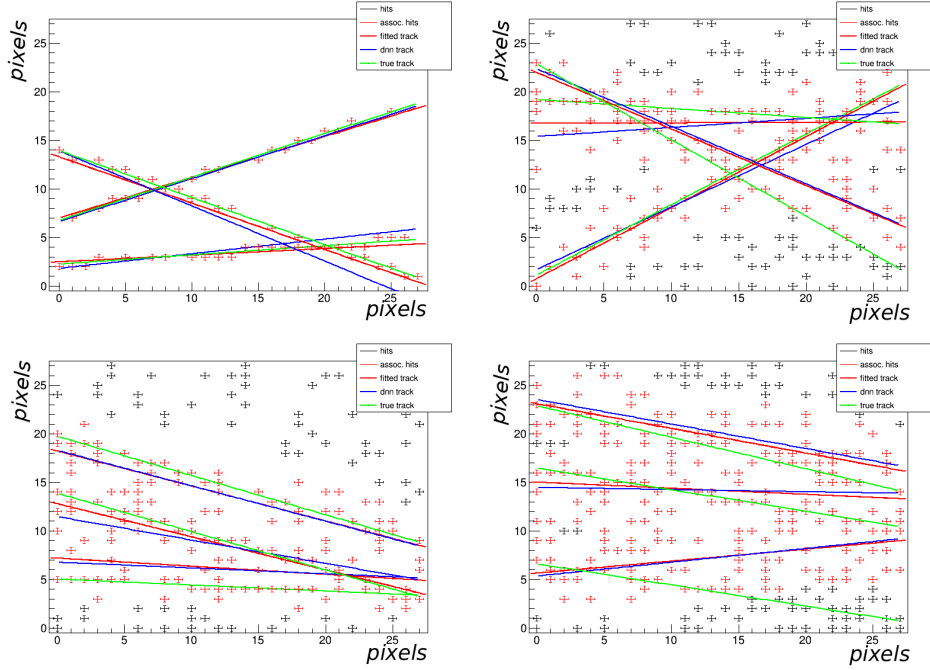 pixels
25
20
15
10
5
0
hits
assoc. hits
fitted track
dnn track
true track
0 5 10 15 20 25
pixels
pixels
25
20
15
10
5
0
hits
assoc. hits
fitted track
dnn track
true track
0 5 10 15 20 25
pixels
pixels
25
20
15
10
5
0
hits
assoc. hits
fitted track
dnn track
true track
0 5 10 15 20 25
pixels
pixels
25
20
15
10
5
0
hits
assoc. hits
fitted track
dnn track
true track
0 5 10 15 20 25
pixels